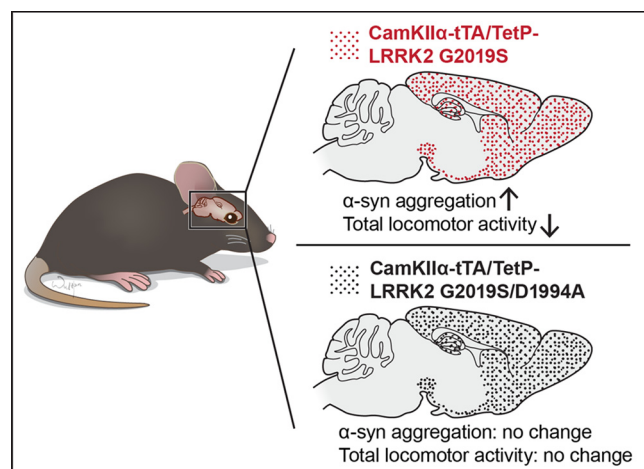 CamKIIα-tTA/TetP-
LRRK2 G2019S
α-syn aggregation ↑
Total locomotor activity ↓
CamKIIα-tTA/TetP-
LRRK2 G2019S/D1994A
α-syn aggregation: no change
Total locomotor activity: no change